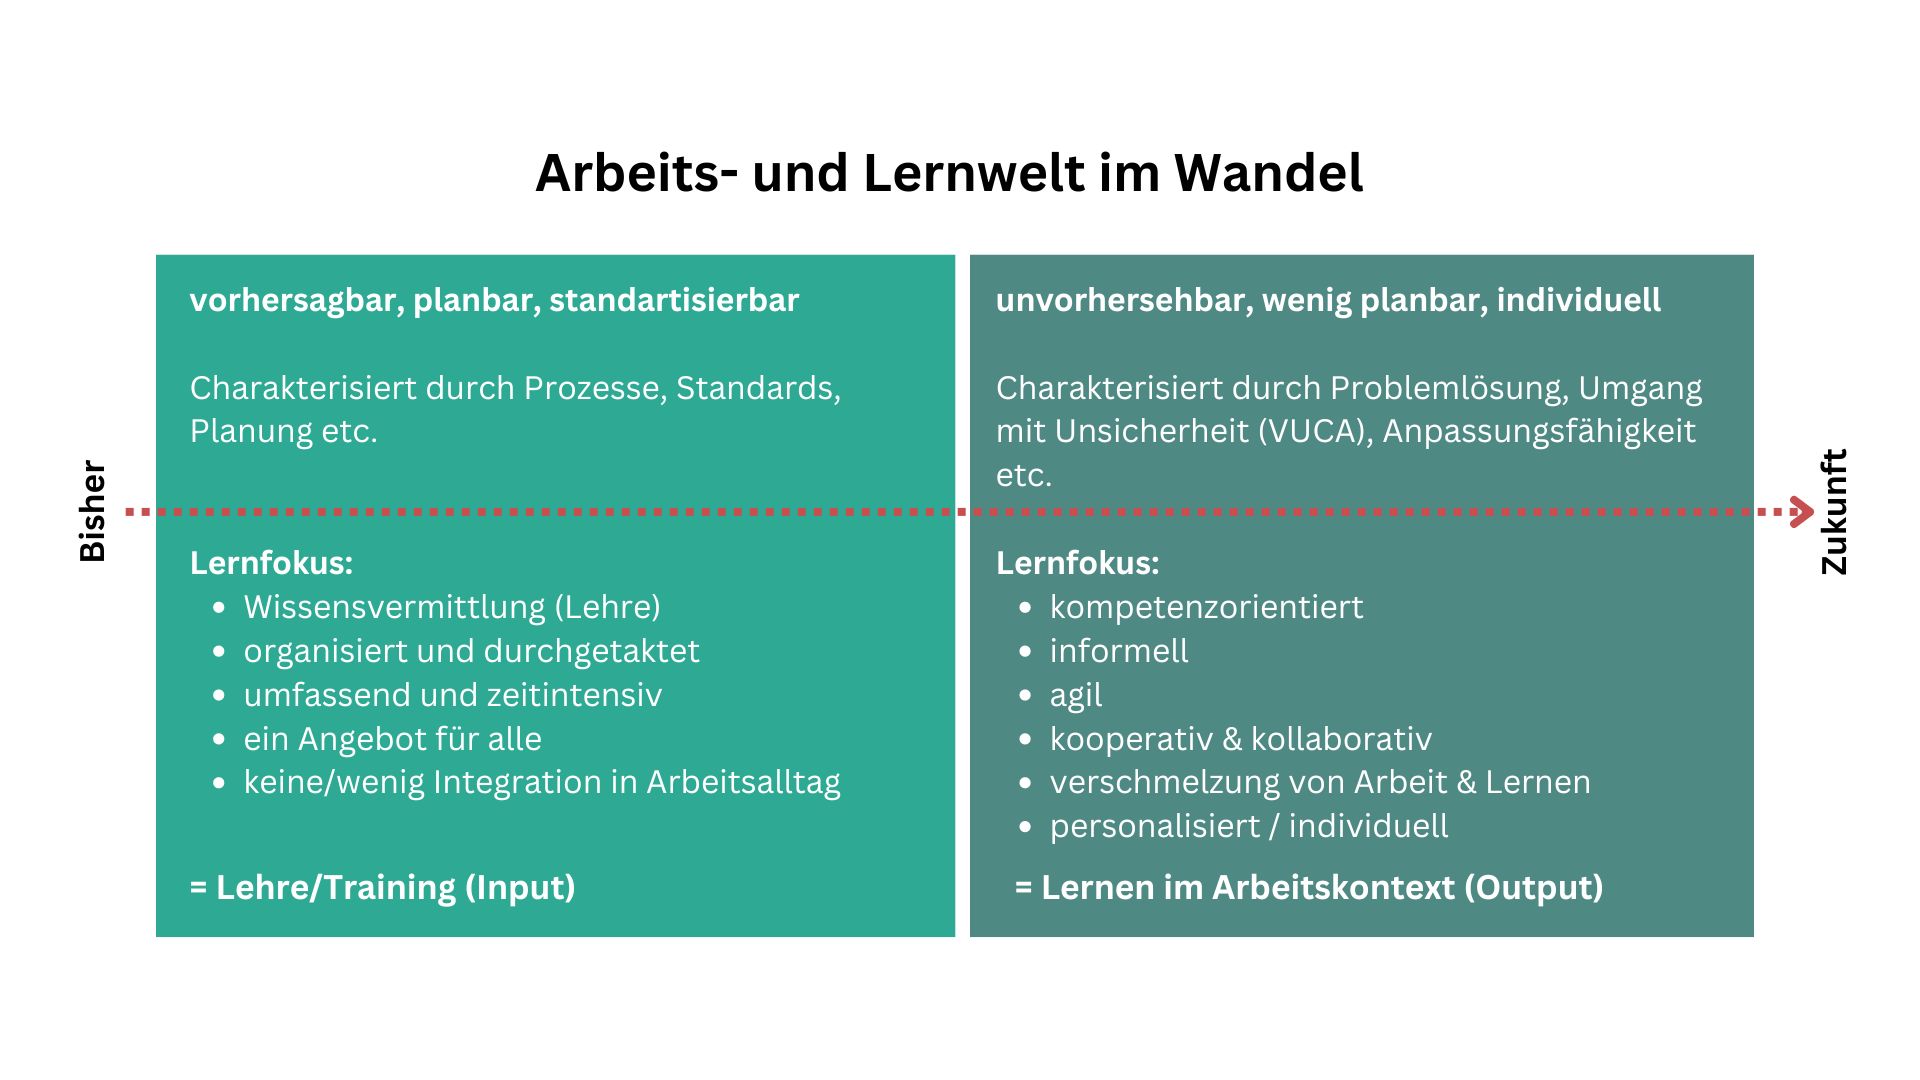 Arbeits- und Lernwelt im Wandel
Bisher
vorhersagbar, planbar, standartisierbar
Charakterisiert durch Prozesse, Standards,
Planung etc.
Lernfokus:
• Wissensvermittlung (Lehre)
• organisiert und durchgetaktet
• umfassend und zeitintensiv
• ein Angebot für alle
• keine/wenig Integration in Arbeitsalltag
= Lehre/Training (Input)
unvorhersehbar, wenig planbar, individuell
Charakterisiert durch Problemlösung, Umgang
mit Unsicherheit (VUCA), Anpassungsfähigkeit
etc.
Lernfokus:
• kompetenzorientiert
• informell
• agil
• kooperativ & kollaborativ
• verschmelzung von Arbeit & Lernen
• personalisiert / individuell
= Lernen im Arbeitskontext (Output)
Zukunft